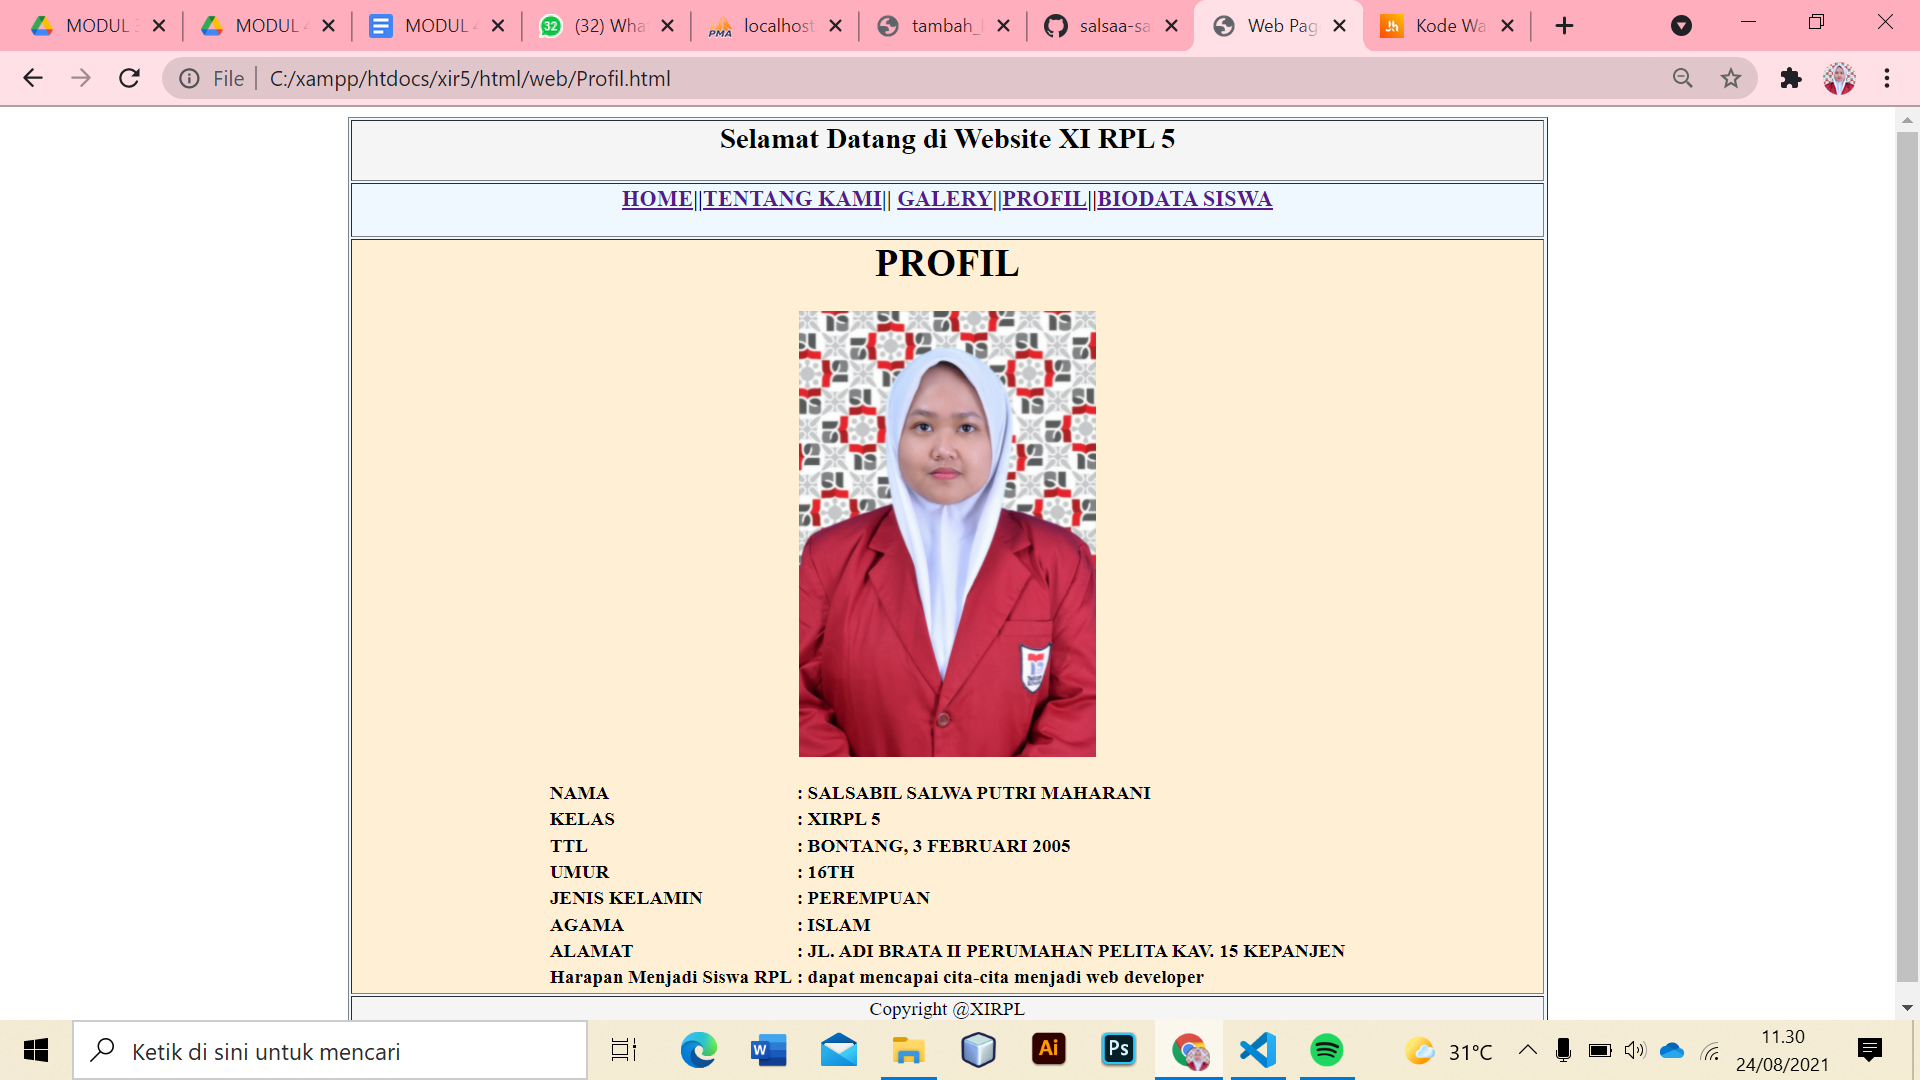 MODUL
MODUL 4
MODUL 4
(32) Wha
localhost
tambah_
salsaa-sa
Web Pag
Kode Wa
File
C:/xampp/htdocs/xir5/html/web/Profil.html
Selamat Datang di Website XI RPL 5
HOME||TENTANG KAMI|| GALERY||PROFIL||BIODATA SISWA
PROFIL
NAMA : SALSABIL SALWA PUTRI MAHARANI
KELAS : XIRPL 5
TTL : BONTANG, 3 FEBRUARI 2005
UMUR : 16TH
JENIS KELAMIN : PEREMPUAN
AGAMA : ISLAM
ALAMAT : JL. ADI BRATA II PERUMAHAN PELITA KAV. 15 KEPANJEN
Harapan Menjadi Siswa RPL : dapat mencapai cita-cita menjadi web developer
Copyright @XIRPL
Ketik di sini untuk mencari
31°C
11.30
24/08/2021